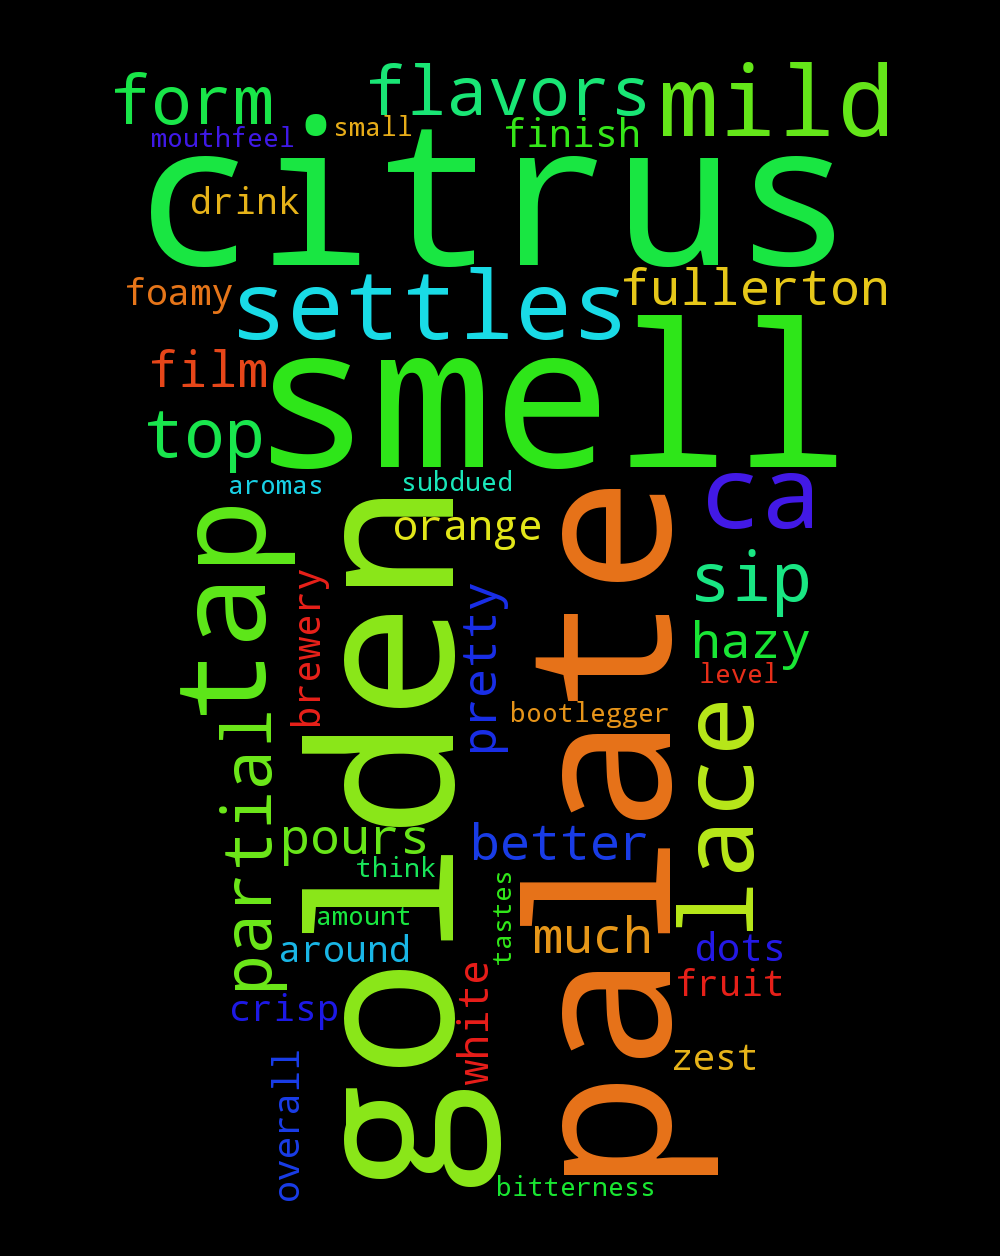 form
flavors
mild
mouthfeel
small
finish
citrus
drink
foamy
settles
fullerton
film
smell
top
aromas
subdued
ca
tap
golden
orange
palate
sip
brewery
pretty
hazy
level
bootlegger
lace
partial
pours
better
think
tastes
amount
much
around
dots
white
fruit
crisp
zest
overall
bitterness